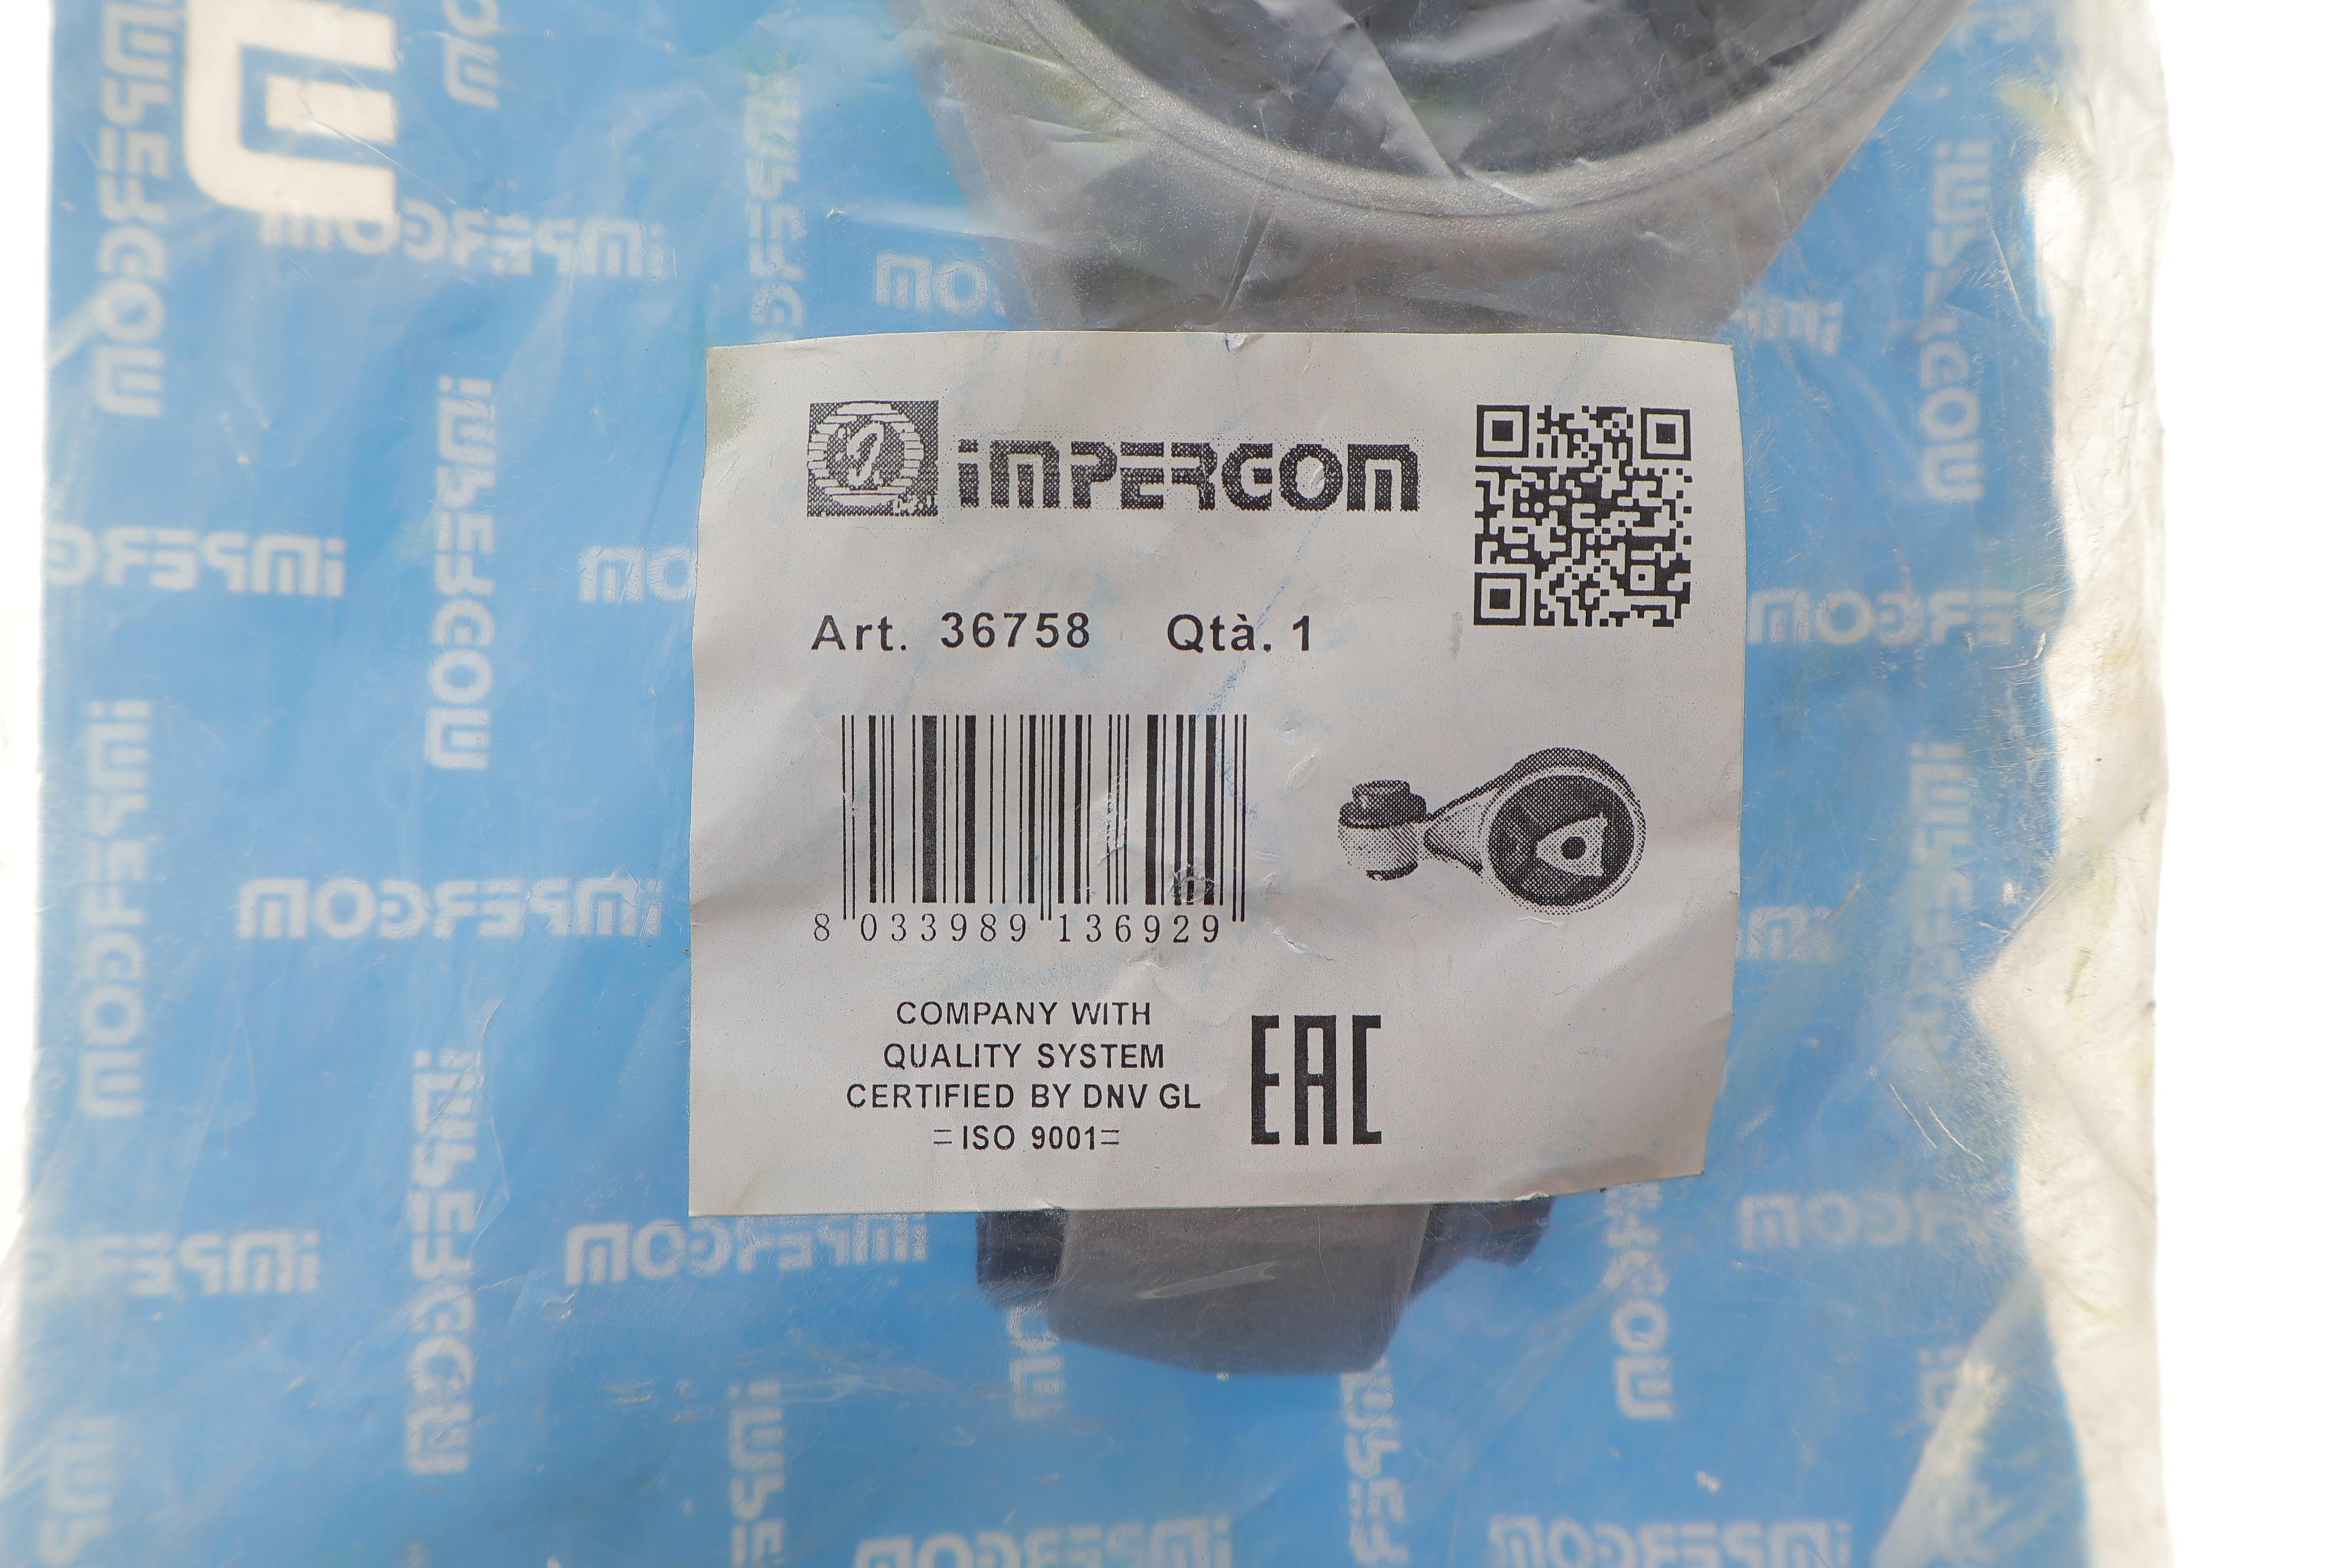 iMPERGOM
Art. 36758 Qtà. 1
8 033989 136929
COMPANY WITH
QUALITY SYSTEM
CERTIFIED BY DNV GL
=ISO 9001=
EAC